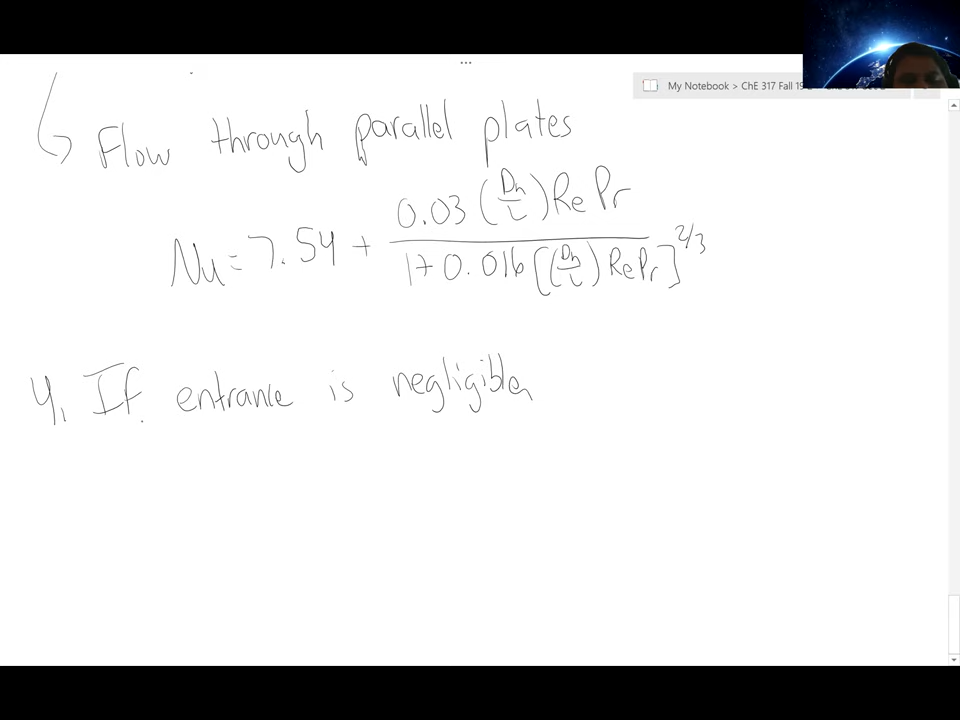 My Notebook > ChE 317 Fall 19
Flow through parallel plates
Nu = 7.54 + 0.03 (Dh/L) Re Pr / 1+0.016 [(Dh/L) Re Pr]^2/3
4. If entrance is negligible,